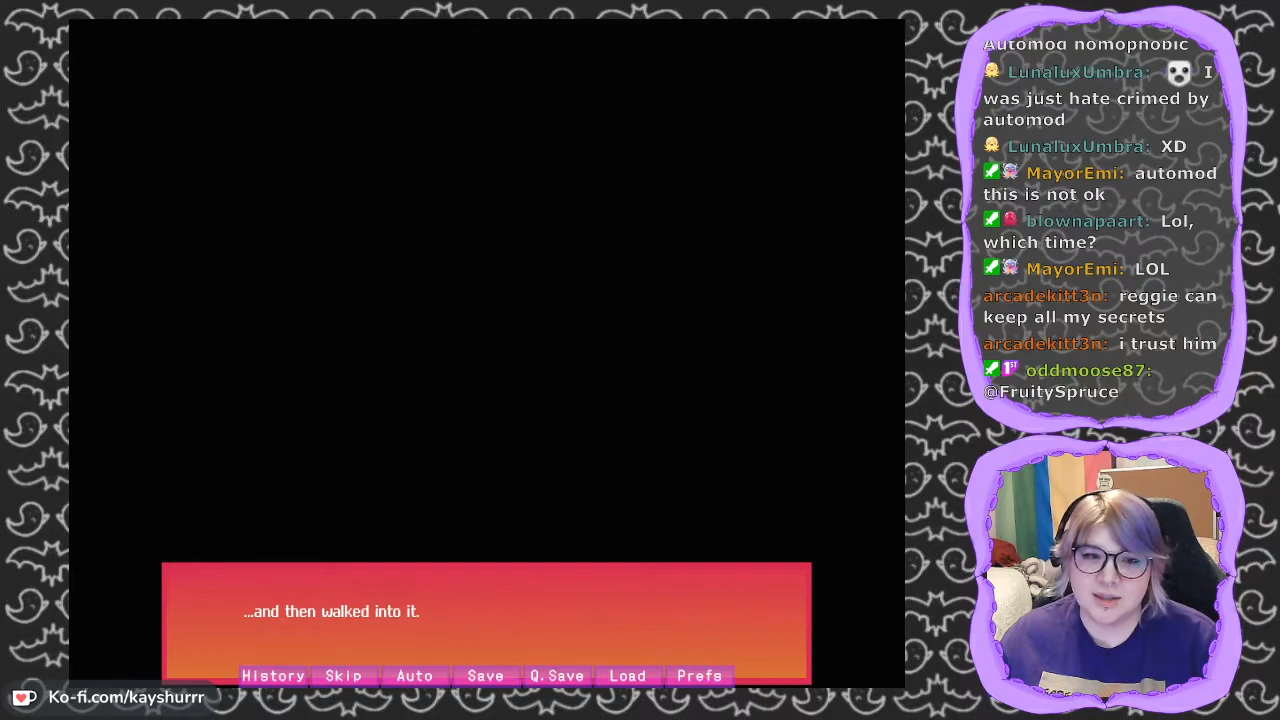 Automod homophobic
LunaluxUmbra: I
was just hate crimed by
automod
LunaluxUmbra: XD
MayorEmi: automod
this is not ok
blownapaart: Lol,
which time?
MayorEmi: LOL
arcadekitt3n: reggie can
keep all my secrets
arcadekitt3n: i trust him
1ST oddmoose87:
@FruitySpruce
...and then walked into it.
History Skip Auto Save Q.Save Load Prefs
Ko-fi.com/kayshurrr